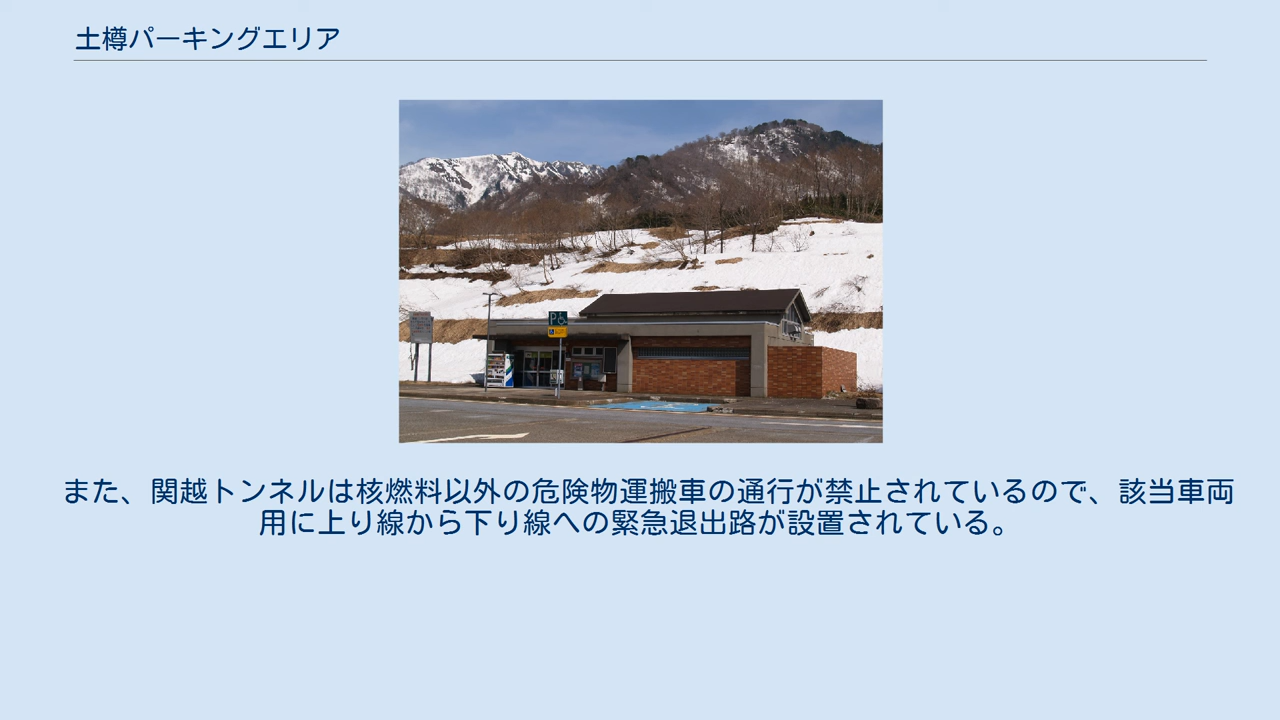 土樽パーキングエリア
P
また、関越トンネルは核燃料以外の危険物運搬車の通行が禁止されているので、該当車両
用に上り線から下り線への緊急退出路が設置されている。